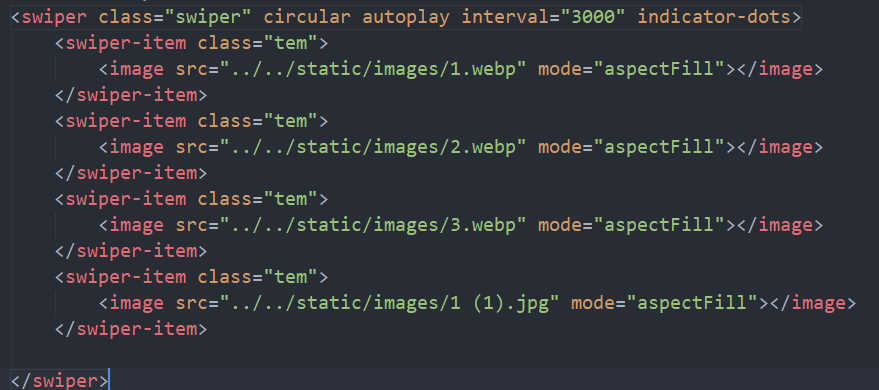 <swiper class="swiper" circular autoplay interval="3000" indicator-dots>
    <swiper-item class="tem">
        <image src="../../static/images/1.webp" mode="aspectFill"></image>
    </swiper-item>
    <swiper-item class="tem">
        <image src="../../static/images/2.webp" mode="aspectFill"></image>
    </swiper-item>
    <swiper-item class="tem">
        <image src="../../static/images/3.webp" mode="aspectFill"></image>
    </swiper-item>
    <swiper-item class="tem">
        <image src="../../static/images/1 (1).jpg" mode="aspectFill"></image>
    </swiper-item>
</swiper>